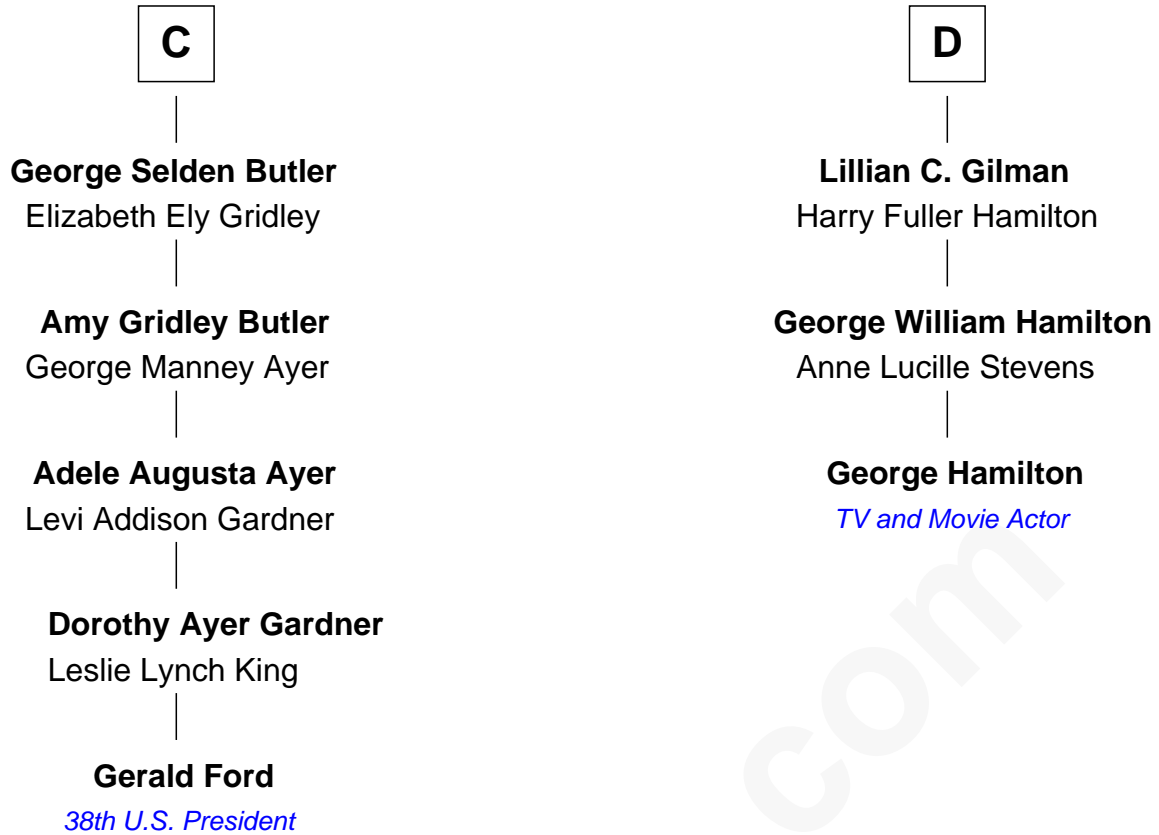 C
George Selden Butler
Elizabeth Ely Gridley
Amy Gridley Butler
George Manney Ayer
Adele Augusta Ayer
Levi Addison Gardner
Dorothy Ayer Gardner
Leslie Lynch King
Gerald Ford
38th U.S. President
D
Lillian C. Gilman
Harry Fuller Hamilton
George William Hamilton
Anne Lucille Stevens
George Hamilton
TV and Movie Actor
com